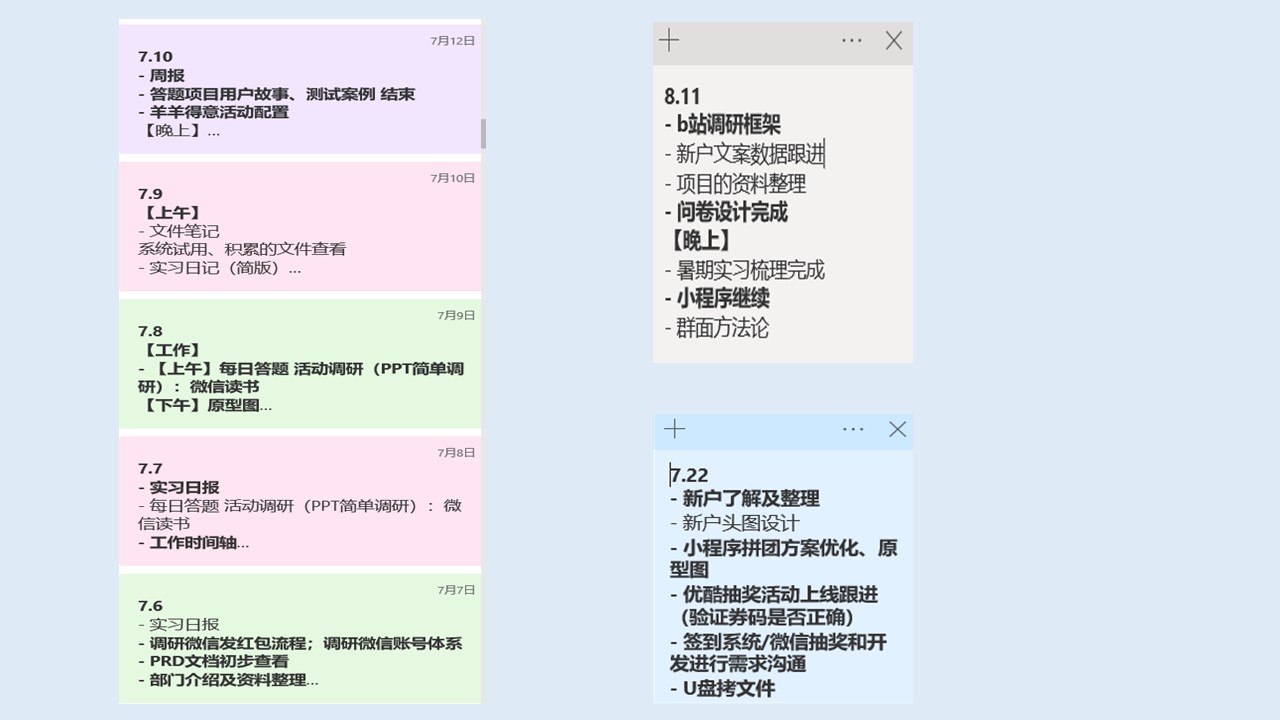 7月12日
7.10
- 周报
- 答题项目用户故事、测试案例 结束
- 羊羊得意活动配置
【晚上】...
7月10日
7.9
【上午】
- 文件笔记
系统试用、积累的文件查看
- 实习日记（简版）...
7月9日
7.8
【工作】
- 【上午】每日答题 活动调研（PPT简单调
研）：微信读书
【下午】原型图...
7月8日
7.7
- 实习日报
- 每日答题 活动调研（PPT简单调研）：微
信读书
- 工作时间轴...
7月7日
7.6
- 实习日报
- 调研微信发红包流程；调研微信账号体系
- PRD文档初步查看
- 部门介绍及资料整理...
8.11
- b站调研框架
- 新户文案数据跟进
- 项目的资料整理
- 问卷设计完成
【晚上】
- 暑期实习梳理完成
- 小程序继续
- 群面方法论
7.22
- 新户了解及整理
- 新户头图设计
- 小程序拼团方案优化、原
型图
- 优酷抽奖活动上线跟进
（验证券码是否正确）
- 签到系统/微信抽奖和开
发进行需求沟通
- U盘拷文件